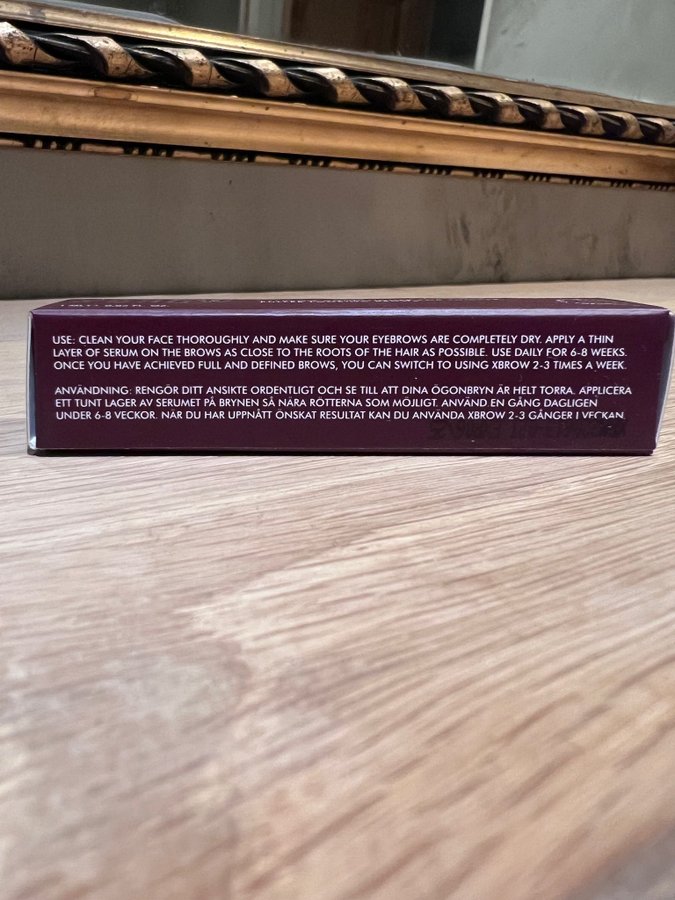 USE: CLEAN YOUR FACE THOROUGHLY AND MAKE SURE YOUR EYEBROWS ARE COMPLETELY DRY. APPLY A THIN
LAYER OF SERUM ON THE BROWS AS CLOSE TO THE ROOTS OF THE HAIR AS POSSIBLE. USE DAILY FOR 6-8 WEEKS.
ONCE YOU HAVE ACHIEVED FULL AND DEFINED BROWS, YOU CAN SWITCH TO USING XBROW 2-3 TIMES A WEEK.
ANVÄNDNING: RENGÖR DITT ANSIKTE ORDENTLIGT OCH SE TILL ATT DINA ÖGONBRYN ÄR HELT TORRA. APPLICERA
ETT TUNT LAGER AV SERUMET PÅ BRYNEN SÅ NÄRA RÖTTERNA SOM MÖJLIGT. ANVÄND EN GÅNG DAGLIGEN
UNDER 6-8 VECKOR. NÄR DU HAR UPPNÅTT ÖNSKAT RESULTAT KAN DU ANVÄNDA XBROW 2-3 GÅNGER I VECKAN.